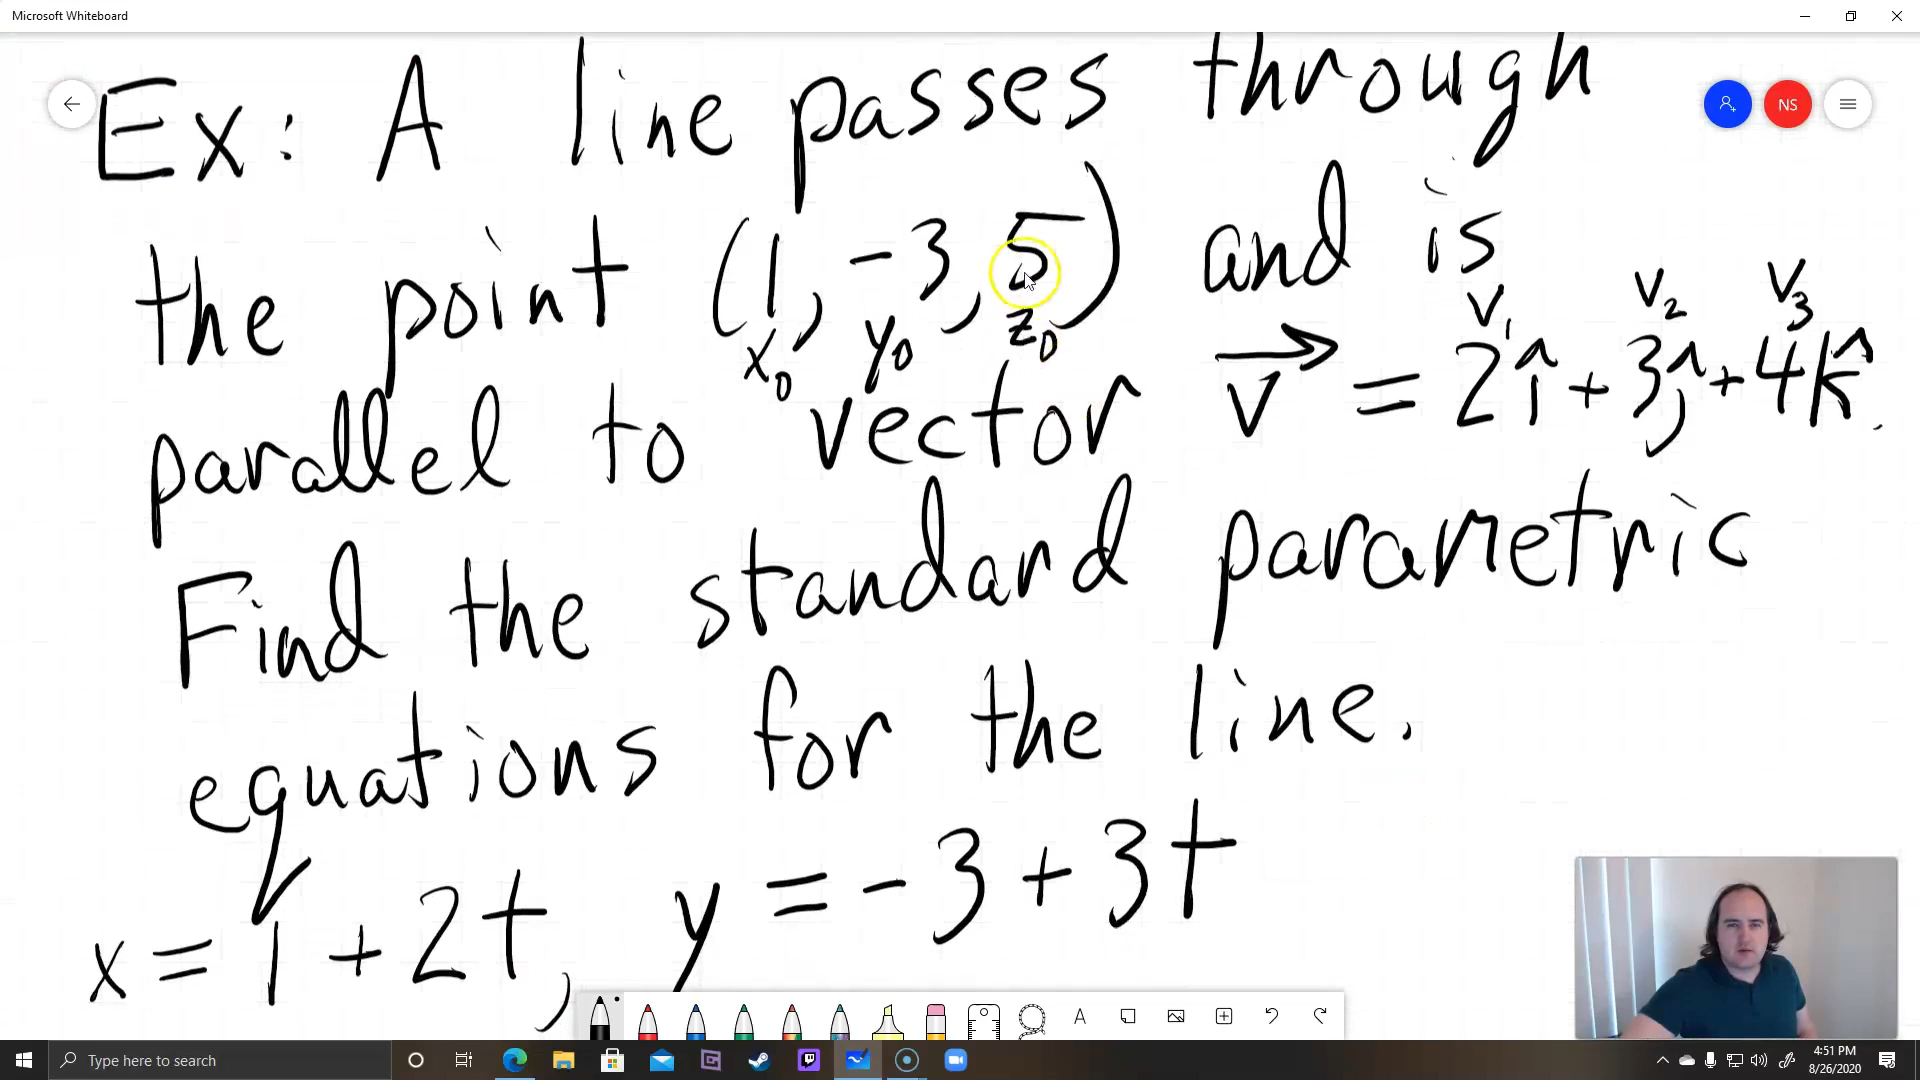 Microsoft Whiteboard
Ex: A line passes through
NS
the point (1, -3, 5) and is
x₀ y₀ z₀
v₁ v₂ v₃
parallel to vector v⃗ = 2î + 3ĵ + 4k̂.
Find the standard parametric
equations for the line.
x = 1 + 2t, y = -3 + 3t
A
Type here to search
4:51 PM
8/26/2020